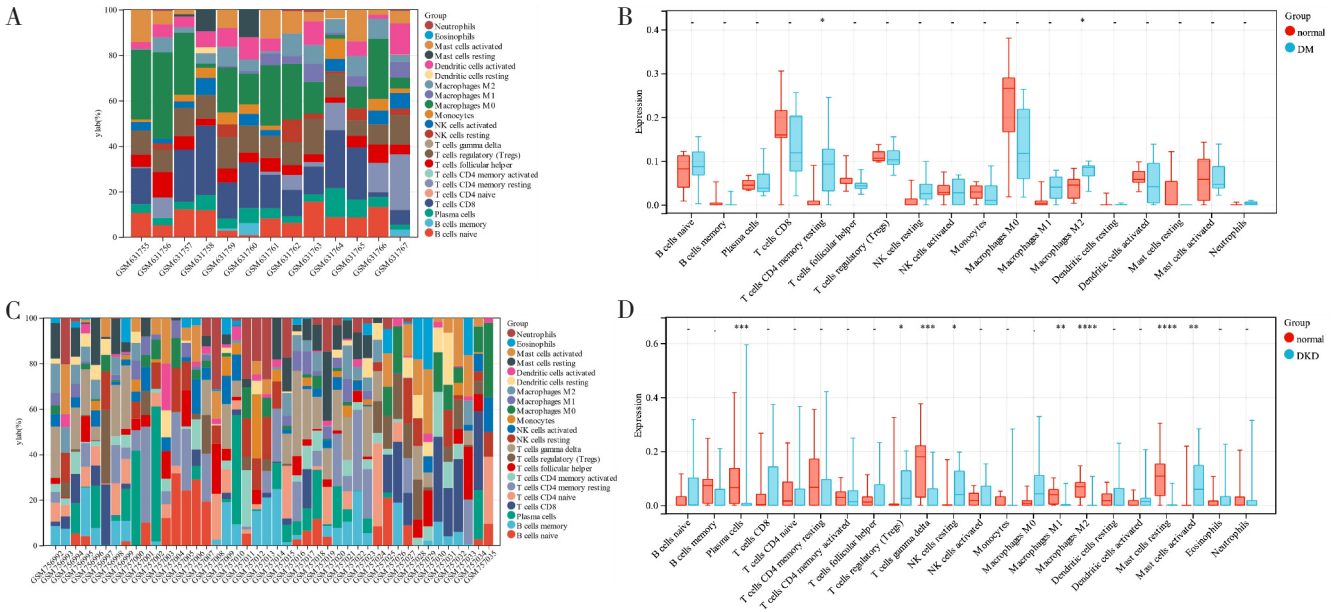 A
ylab(%)
100
80
60
40
20
0
GSM631755
GSM631756
GSM631757
GSM631758
GSM631759
GSM631760
GSM631761
GSM631762
GSM631763
GSM631764
GSM631765
GSM631766
GSM631767
Group
Neutrophils
Eosinophils
Mast cells activated
Mast cells resting
Dendritic cells activated
Dendritic cells resting
Macrophages M2
Macrophages M1
Macrophages M0
Monocytes
NK cells activated
NK cells resting
T cells gamma delta
T cells regulatory (Tregs)
T cells follicular helper
T cells CD4 memory activated
T cells CD4 memory resting
T cells CD4 naive
T cells CD8
Plasma cells
B cells memory
B cells naive
B
Expression
0.4
0.3
0.2
0.1
0.0
- - - - * - - - - - - - * - - - - -
B cells naive
B cells memory
Plasma cells
T cells CD8
T cells CD4 memory resting
T cells follicular helper
T cells regulatory (Tregs)
NK cells resting
NK cells activated
Monocytes
Macrophages M0
Macrophages M1
Macrophages M2
Dendritic cells resting
Dendritic cells activated
Mast cells resting
Mast cells activated
Neutrophils
Group
normal
DM
C
ylab(%)
100
80
60
40
20
0
Group
Neutrophils
Eosinophils
Mast cells activated
Mast cells resting
Dendritic cells activated
Dendritic cells resting
Macrophages M2
Macrophages M1
Macrophages M0
Monocytes
NK cells activated
NK cells resting
T cells gamma delta
T cells regulatory (Tregs)
T cells follicular helper
T cells CD4 memory activated
T cells CD4 memory resting
T cells CD4 naive
T cells CD8
Plasma cells
B cells memory
B cells naive
D
Expression
0.6
0.4
0.2
0.0
- - *** - - - - - * *** * - - - ** **** - - **** ** - -
B cells naive
B cells memory
Plasma cells
T cells CD8
T cells CD4 naive
T cells CD4 memory resting
T cells CD4 memory activated
T cells follicular helper
T cells regulatory (Tregs)
T cells gamma delta
NK cells resting
NK cells activated
Monocytes
Macrophages M0
Macrophages M1
Macrophages M2
Dendritic cells resting
Dendritic cells activated
Mast cells resting
Mast cells activated
Eosinophils
Neutrophils
Group
normal
DKD